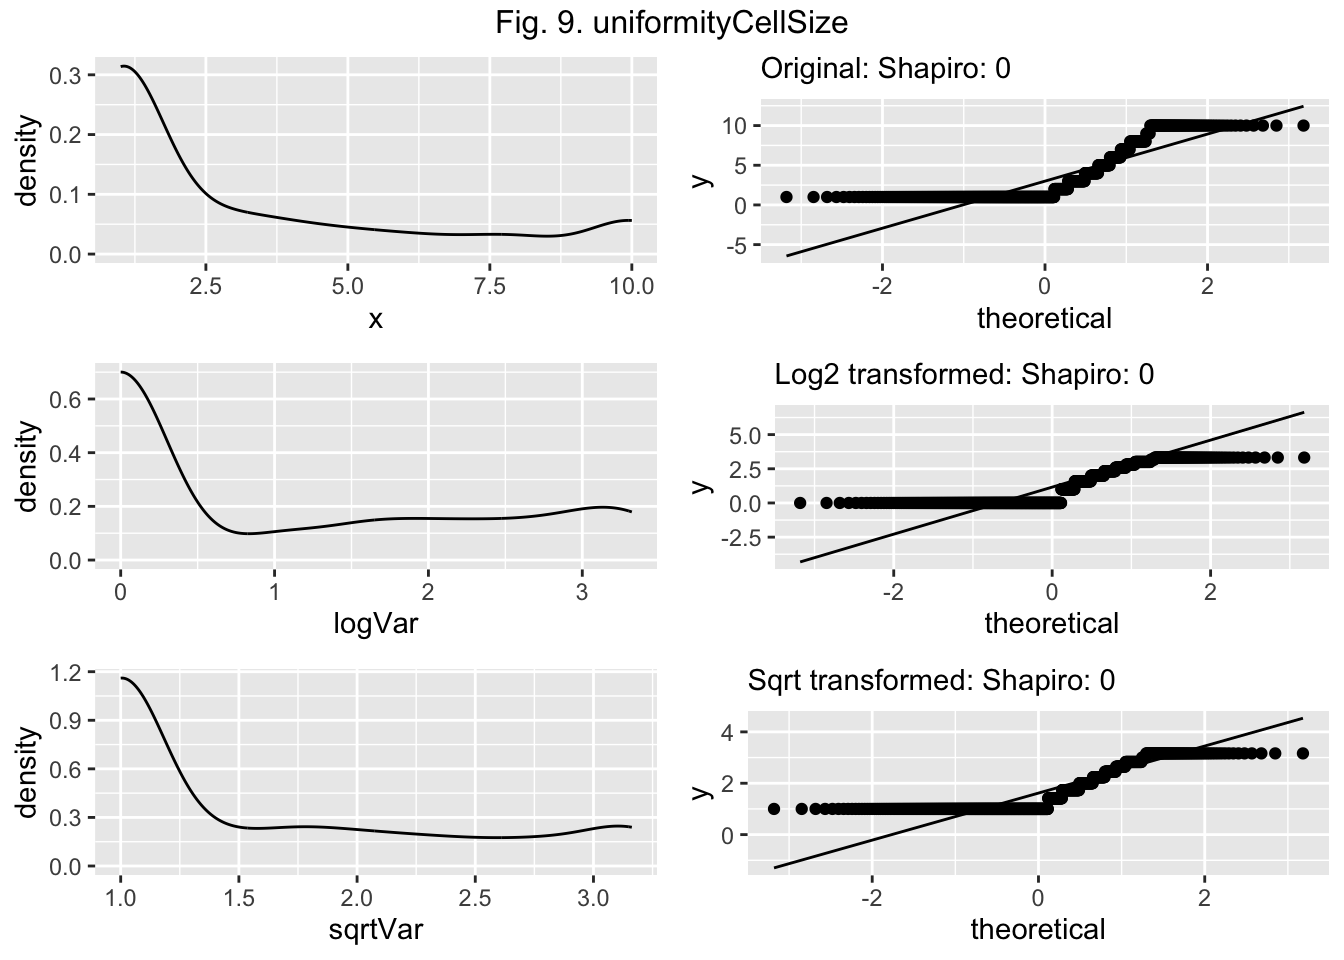 Fig. 9. uniformityCellSize
density
0.3
0.2
0.1
0.0
2.5 5.0 7.5 10.0
x
Original: Shapiro: 0
y
10
5
0
-5
-2 0 2
theoretical
density
0.6
0.4
0.2
0.0
0 1 2 3
logVar
Log2 transformed: Shapiro: 0
y
5.0
2.5
0.0
-2.5
-2 0 2
theoretical
density
1.2
0.9
0.6
0.3
0.0
1.0 1.5 2.0 2.5 3.0
sqrtVar
Sqrt transformed: Shapiro: 0
y
4
2
0
-2 0 2
theoretical